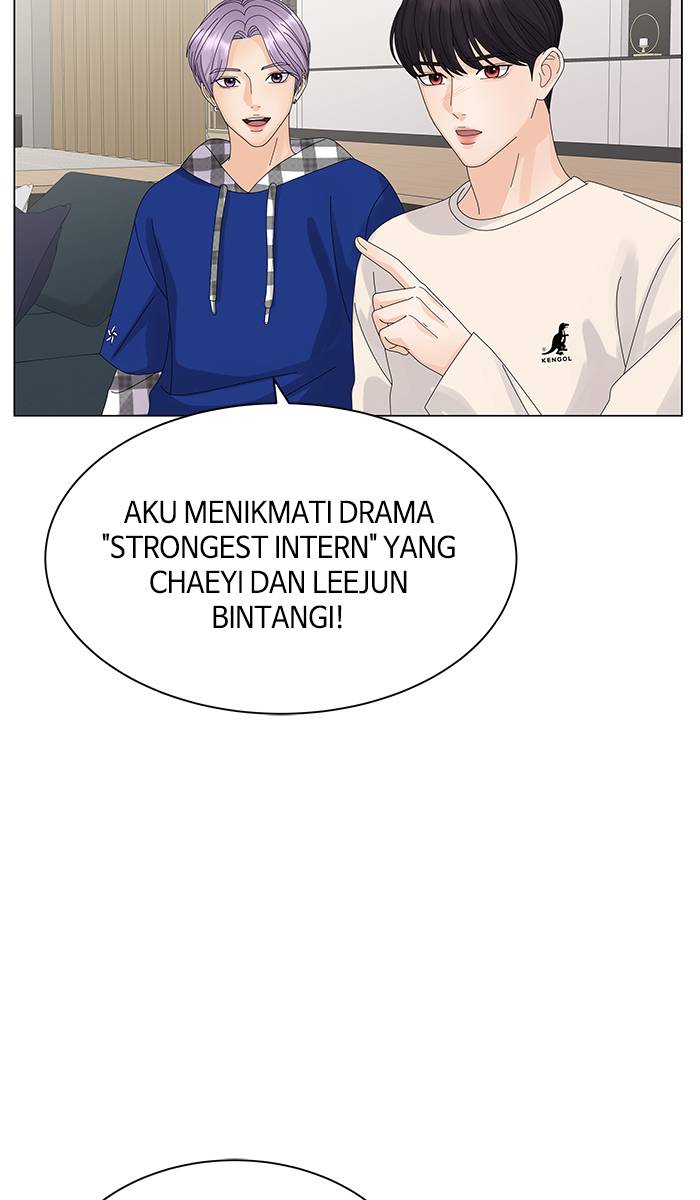 KENGOL
AKU MENIKMATI DRAMA
"STRONGEST INTERN" YANG
CHAEYI DAN LEEJUN
BINTANGI!